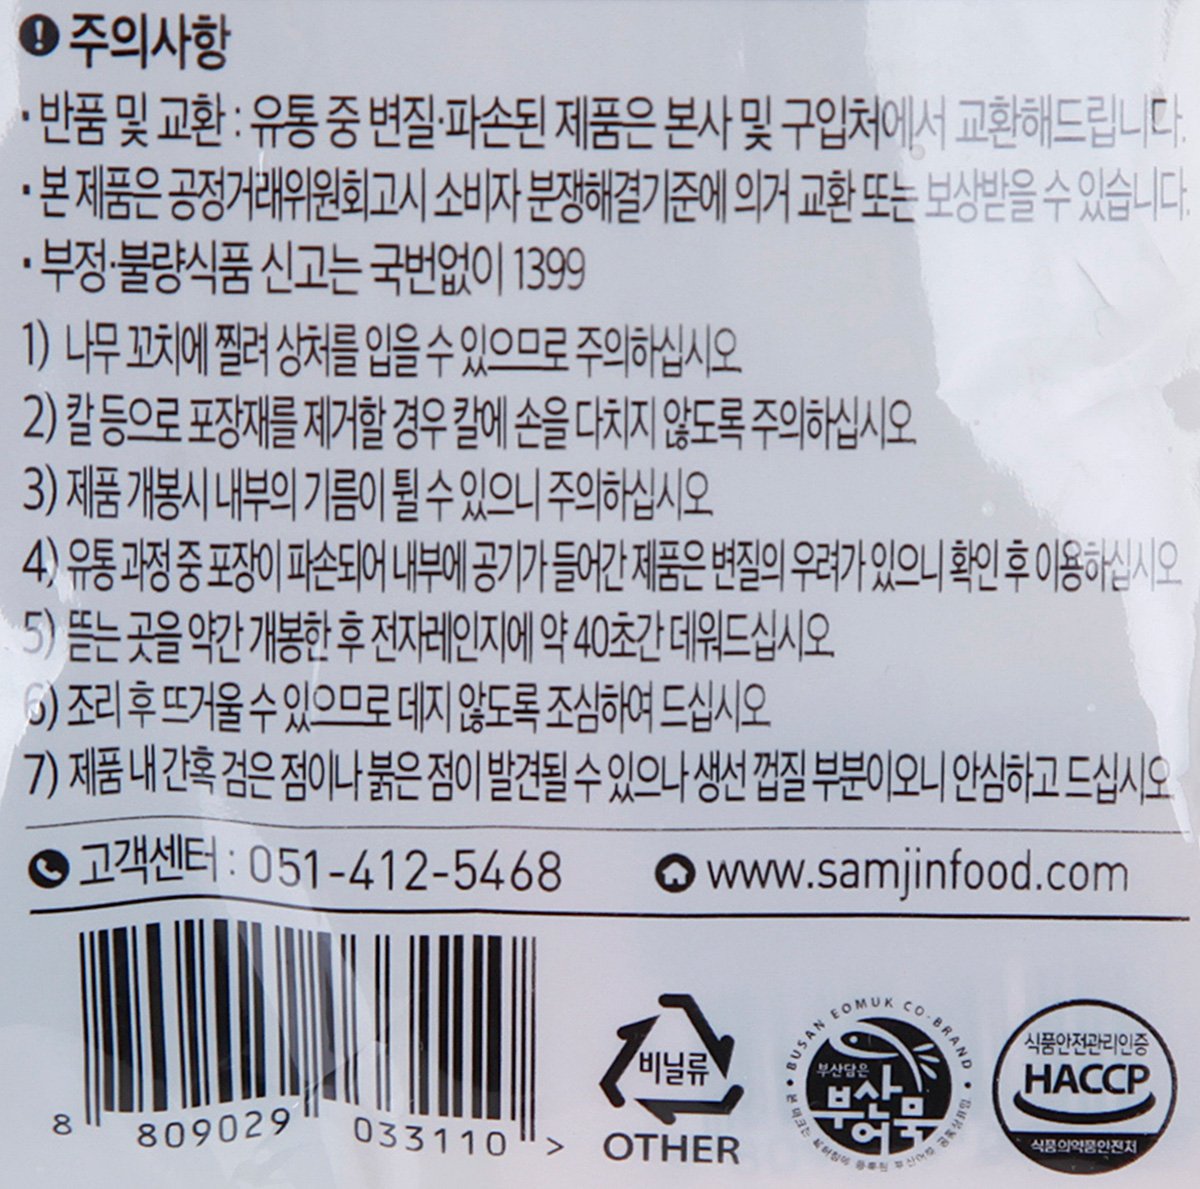 ! 주의사항
· 반품 및 교환 : 유통 중 변질·파손된 제품은 본사 및 구입처에서 교환해드립니다.
· 본 제품은 공정거래위원회고시 소비자 분쟁해결기준에 의거 교환 또는 보상받을 수 있습니다.
· 부정·불량식품 신고는 국번없이 1399
1) 나무 꼬치에 찔려 상처를 입을 수 있으므로 주의하십시오
2) 칼 등으로 포장재를 제거할 경우 칼에 손을 다치지 않도록 주의하십시오
3) 제품 개봉시 내부의 기름이 튈 수 있으니 주의하십시오
4) 유통 과정 중 포장이 파손되어 내부에 공기가 들어간 제품은 변질의 우려가 있으니 확인 후 이용하십시오
5) 뜯는 곳을 약간 개봉한 후 전자레인지에 약 40초간 데워드십시오
6) 조리 후 뜨거울 수 있으므로 데지 않도록 조심하여 드십시오
7) 제품 내 간혹 검은 점이나 붉은 점이 발견될 수 있으나 생선 껍질 부분이오니 안심하고 드십시오
고객센터 : 051-412-5468
www.samjinfood.com
8 809029 033110 >
비닐류
OTHER
BUSAN EOMUK CO-BRAND
부산담은
부산어묵
식품안전관리인증
HACCP
식품의약품안전처